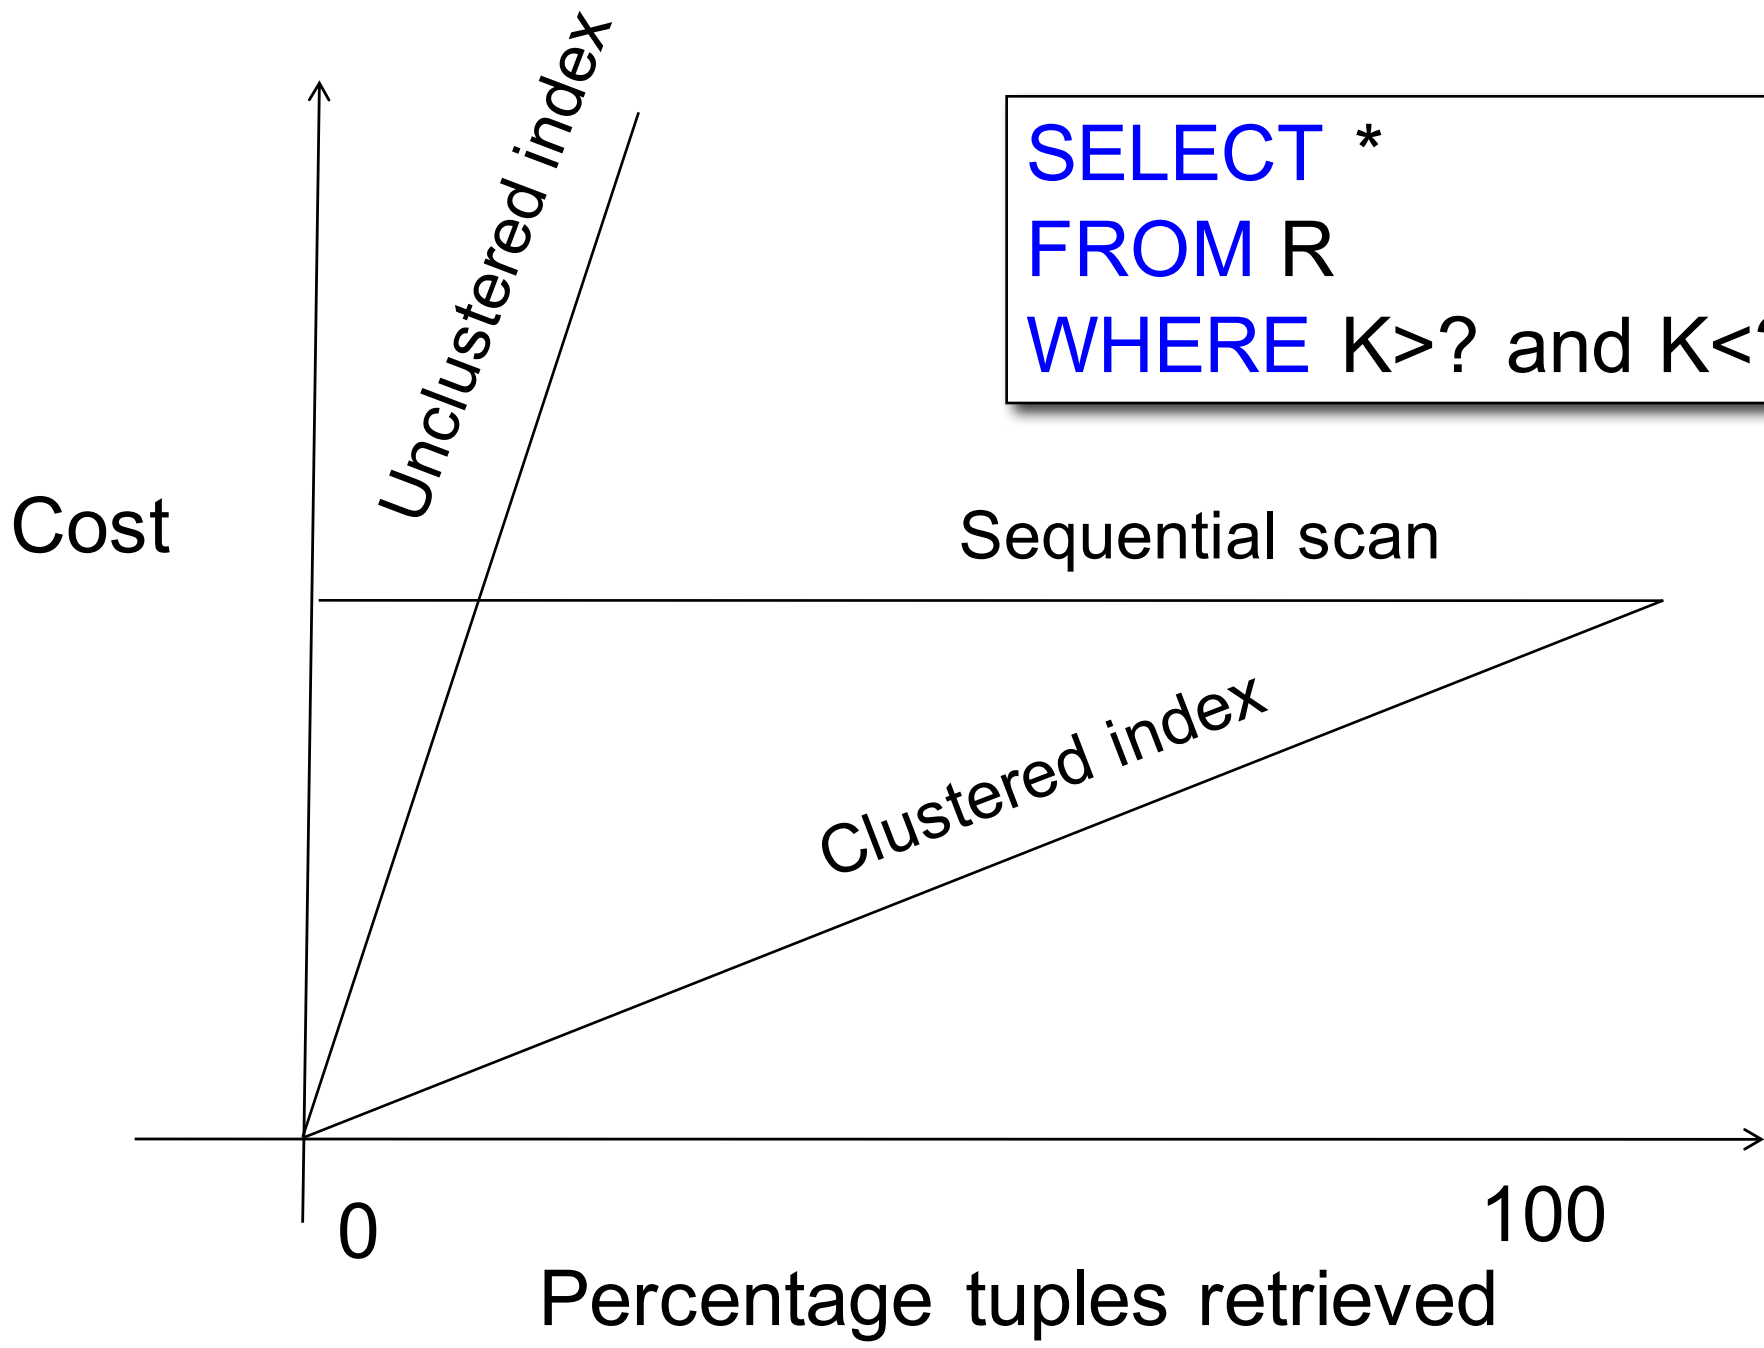 Unclustered index
SELECT *
FROM R
WHERE K>? and K<?
Cost
Sequential scan
Clustered index
0
100
Percentage tuples retrieved